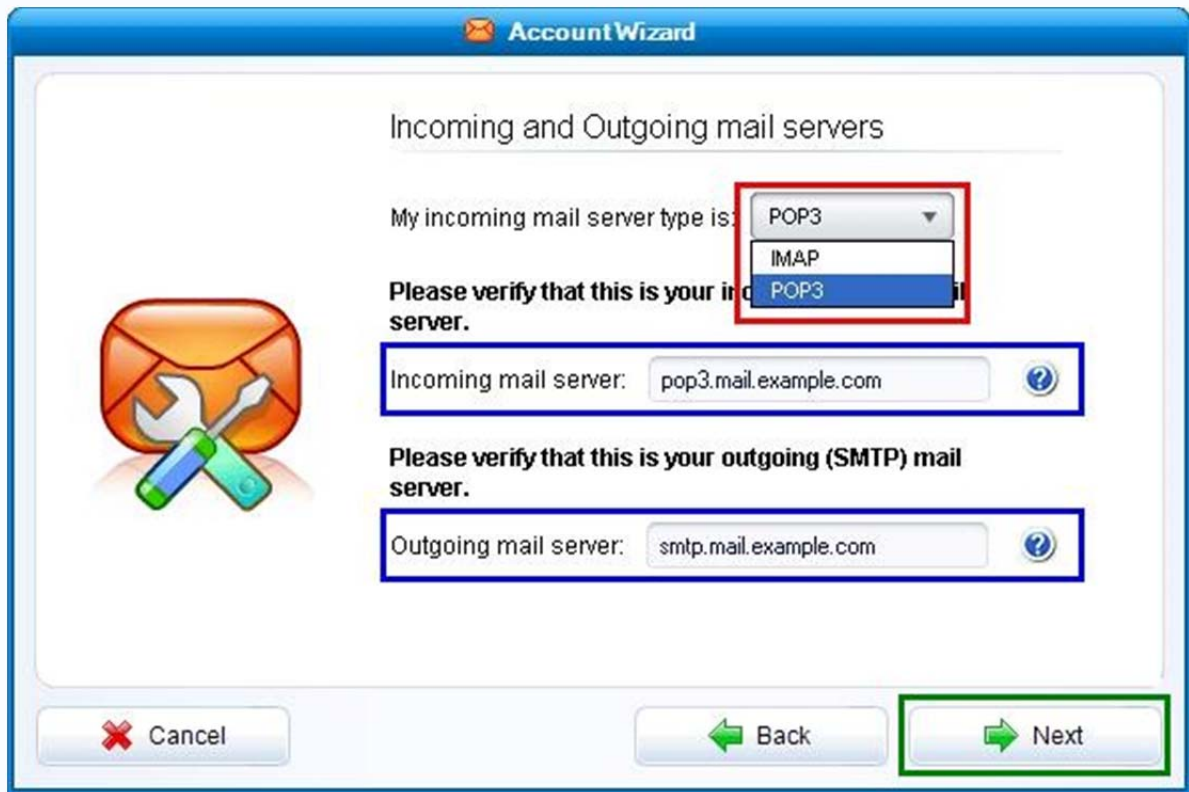 Account Wizard
Incoming and Outgoing mail servers
My incoming mail server type is: POP3
IMAP
POP3
Please verify that this is your
server.
Incoming mail server: pop3.mail.example.com
Please verify that this is your outgoing (SMTP) mail
server.
Outgoing mail server: smtp.mail.example.com
Cancel
Back
Next